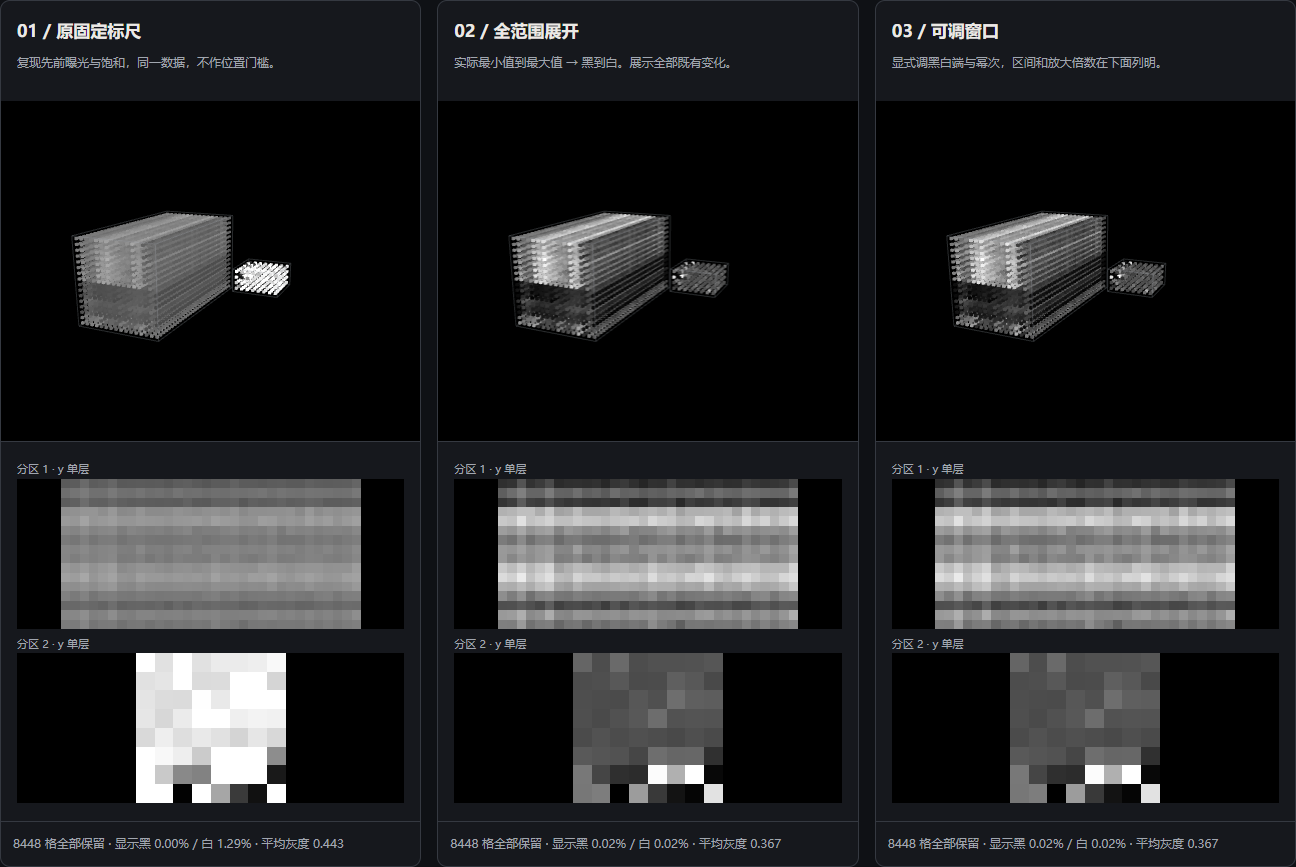 01 / 原固定标尺
复现先前曝光与饱和，同一数据，不作位置门槛。
分区 1 · y 单层
分区 2 · y 单层
8448 格全部保留 · 显示黑 0.00% / 白 1.29% · 平均灰度 0.443
02 / 全范围展开
实际最小值到最大值 → 黑到白。展示全部既有变化。
分区 1 · y 单层
分区 2 · y 单层
8448 格全部保留 · 显示黑 0.02% / 白 0.02% · 平均灰度 0.367
03 / 可调窗口
显式调黑白端与幂次，区间和放大倍数在下面列明。
分区 1 · y 单层
分区 2 · y 单层
8448 格全部保留 · 显示黑 0.02% / 白 0.02% · 平均灰度 0.367